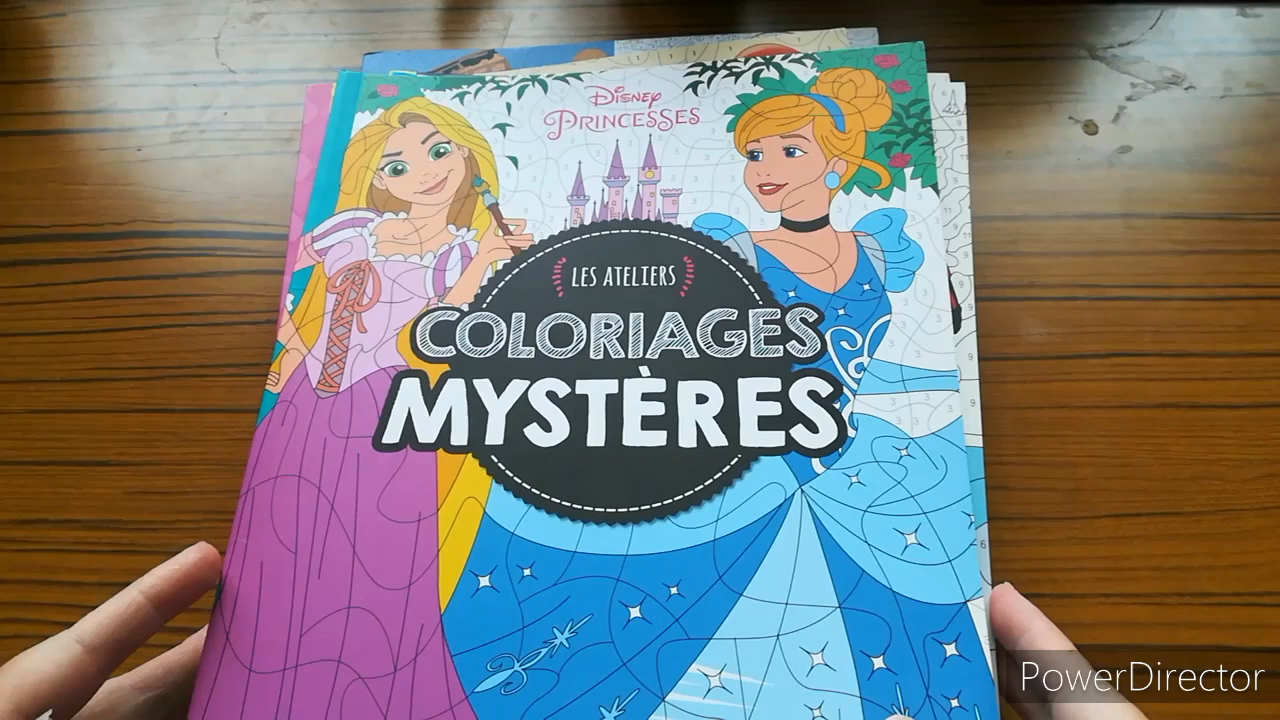 Disney
PRINCESSES
LES ATELIERS
COLORIAGES
MYSTÈRES
PowerDirector